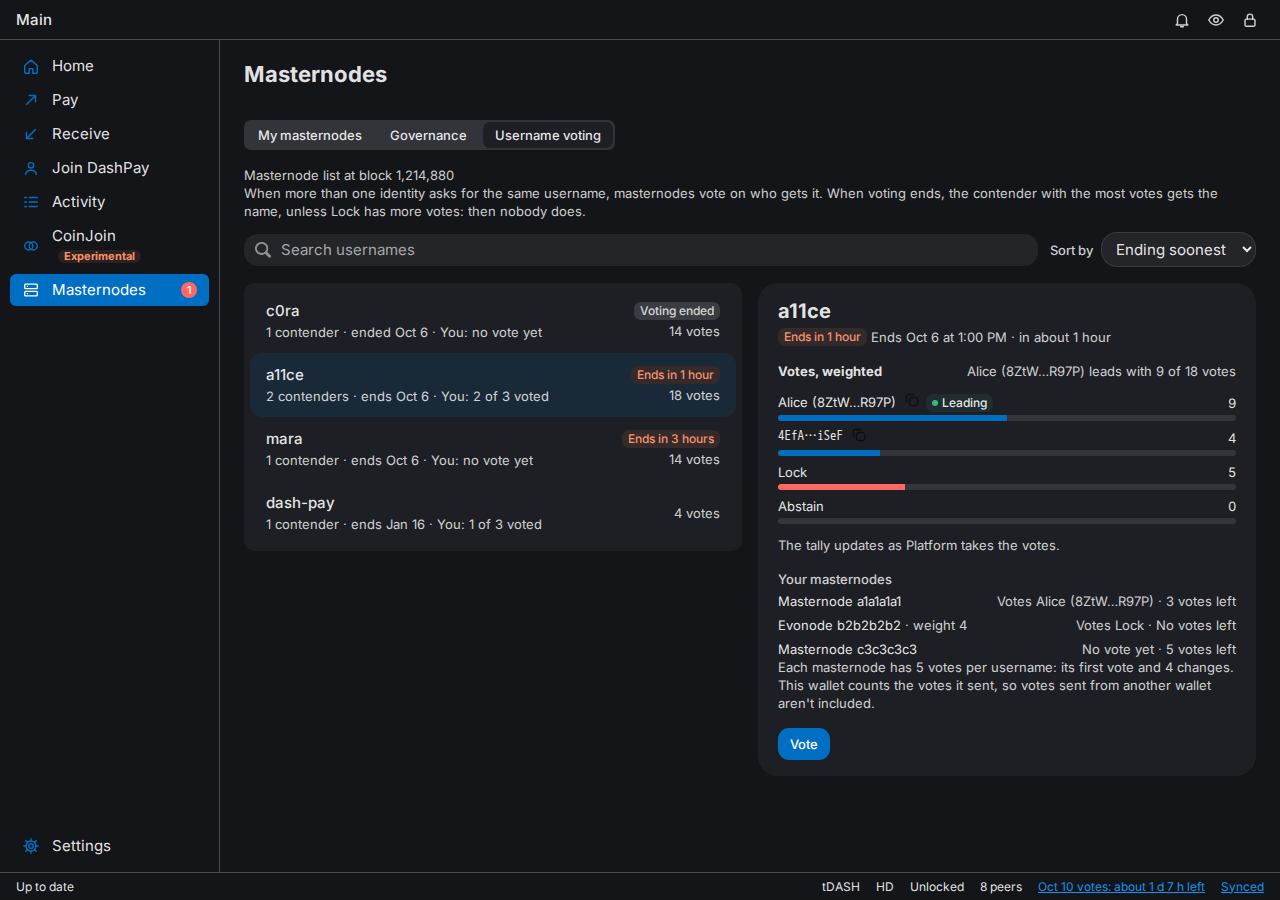 Main
Home
Pay
Receive
Join DashPay
Activity
CoinJoin
Experimental
Masternodes 1
Settings
Masternodes
My masternodes Governance Username voting
Masternode list at block 1,214,880
When more than one identity asks for the same username, masternodes vote on who gets it. When voting ends, the contender with the most votes gets the
name, unless Lock has more votes: then nobody does.
Search usernames Sort by Ending soonest
c0ra Voting ended
1 contender · ended Oct 6 · You: no vote yet 14 votes
a11ce Ends in 1 hour
2 contenders · ends Oct 6 · You: 2 of 3 voted 18 votes
mara Ends in 3 hours
1 contender · ends Oct 6 · You: no vote yet 14 votes
dash-pay
1 contender · ends Jan 16 · You: 1 of 3 voted 4 votes
a11ce
Ends in 1 hour Ends Oct 6 at 1:00 PM · in about 1 hour
Votes, weighted Alice (8ZtW…R97P) leads with 9 of 18 votes
Alice (8ZtW…R97P) Leading 9
4EfA…iSeF 4
Lock 5
Abstain 0
The tally updates as Platform takes the votes.
Your masternodes
Masternode a1a1a1a1 Votes Alice (8ZtW…R97P) · 3 votes left
Evonode b2b2b2b2 · weight 4 Votes Lock · No votes left
Masternode c3c3c3c3 No vote yet · 5 votes left
Each masternode has 5 votes per username: its first vote and 4 changes.
This wallet counts the votes it sent, so votes sent from another wallet
aren't included.
Vote
Up to date tDASH HD Unlocked 8 peers Oct 10 votes: about 1 d 7 h left Synced